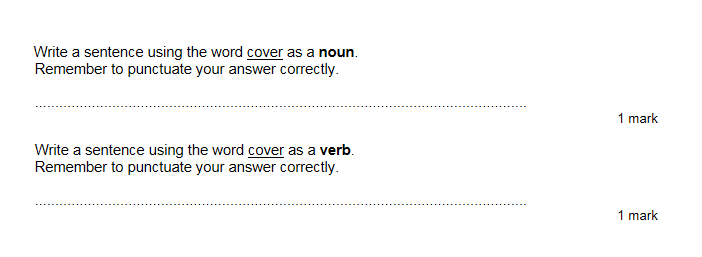 Write a sentence using the word cover as a noun.
Remember to punctuate your answer correctly.
1 mark
Write a sentence using the word cover as a verb.
Remember to punctuate your answer correctly.
1 mark